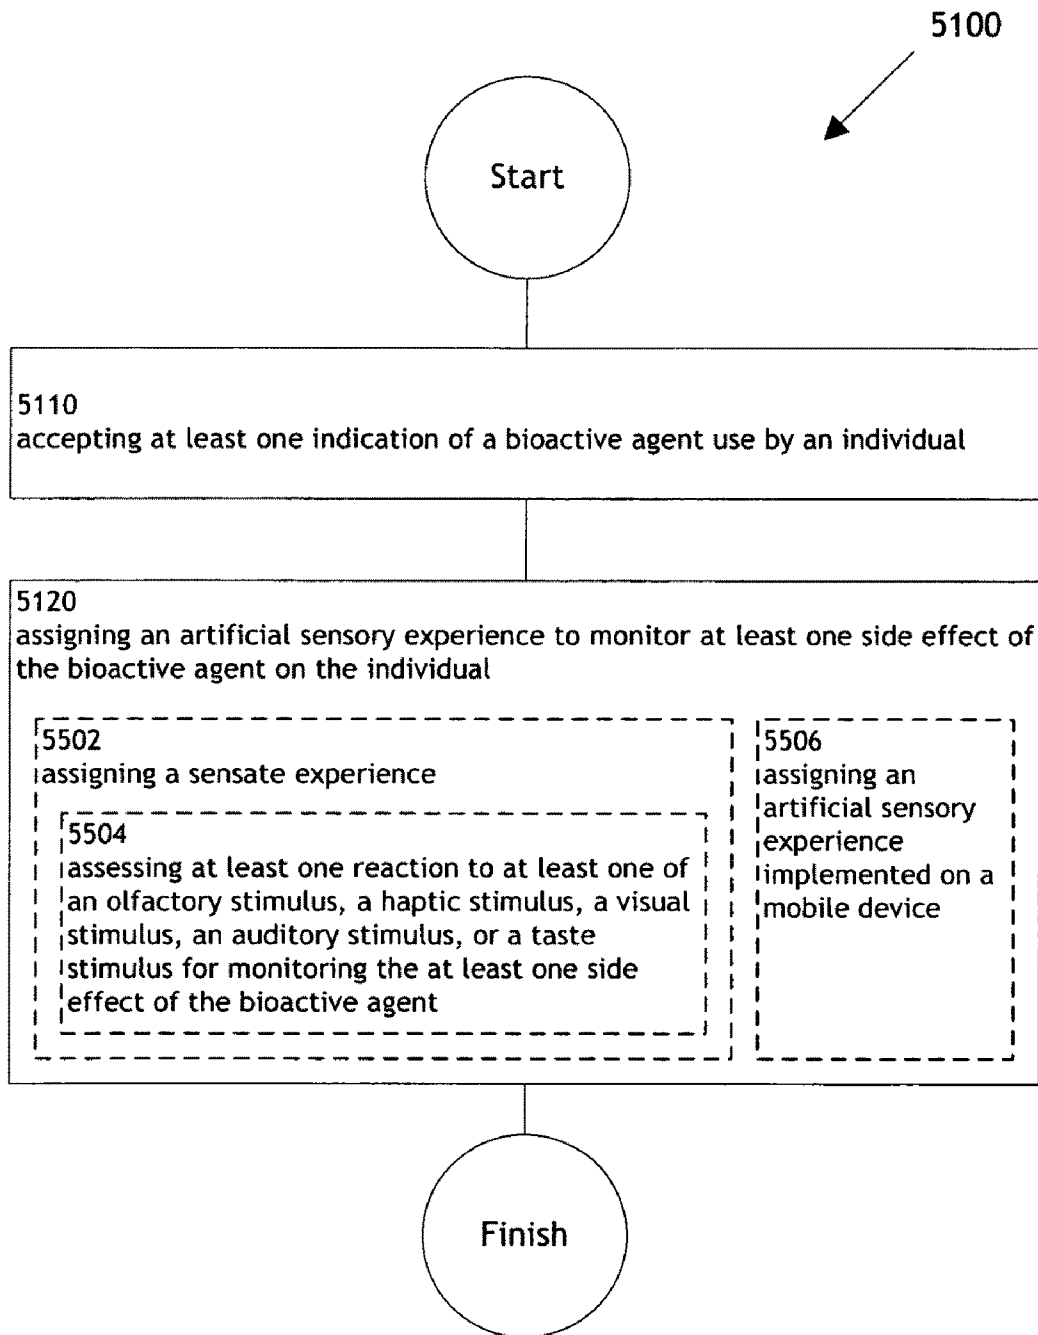 5100
Start
5110
accepting at least one indication of a bioactive agent use by an individual
5120
assigning an artificial sensory experience to monitor at least one side effect of
the bioactive agent on the individual
5502
assigning a sensate experience
5504
assessing at least one reaction to at least one of
an olfactory stimulus, a haptic stimulus, a visual
stimulus, an auditory stimulus, or a taste
stimulus for monitoring the at least one side
effect of the bioactive agent
5506
assigning an
artificial sensory
experience
implemented on a
mobile device
Finish